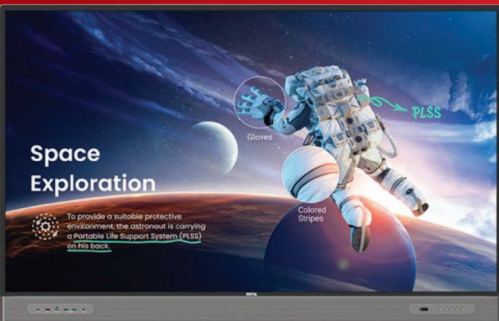 PLSS
Gloves
Space
Exploration
Colored
Stripes
To provide a suitable protective
environment, the astronaut is carrying
a Portable Life Support System (PLSS)
on his back.